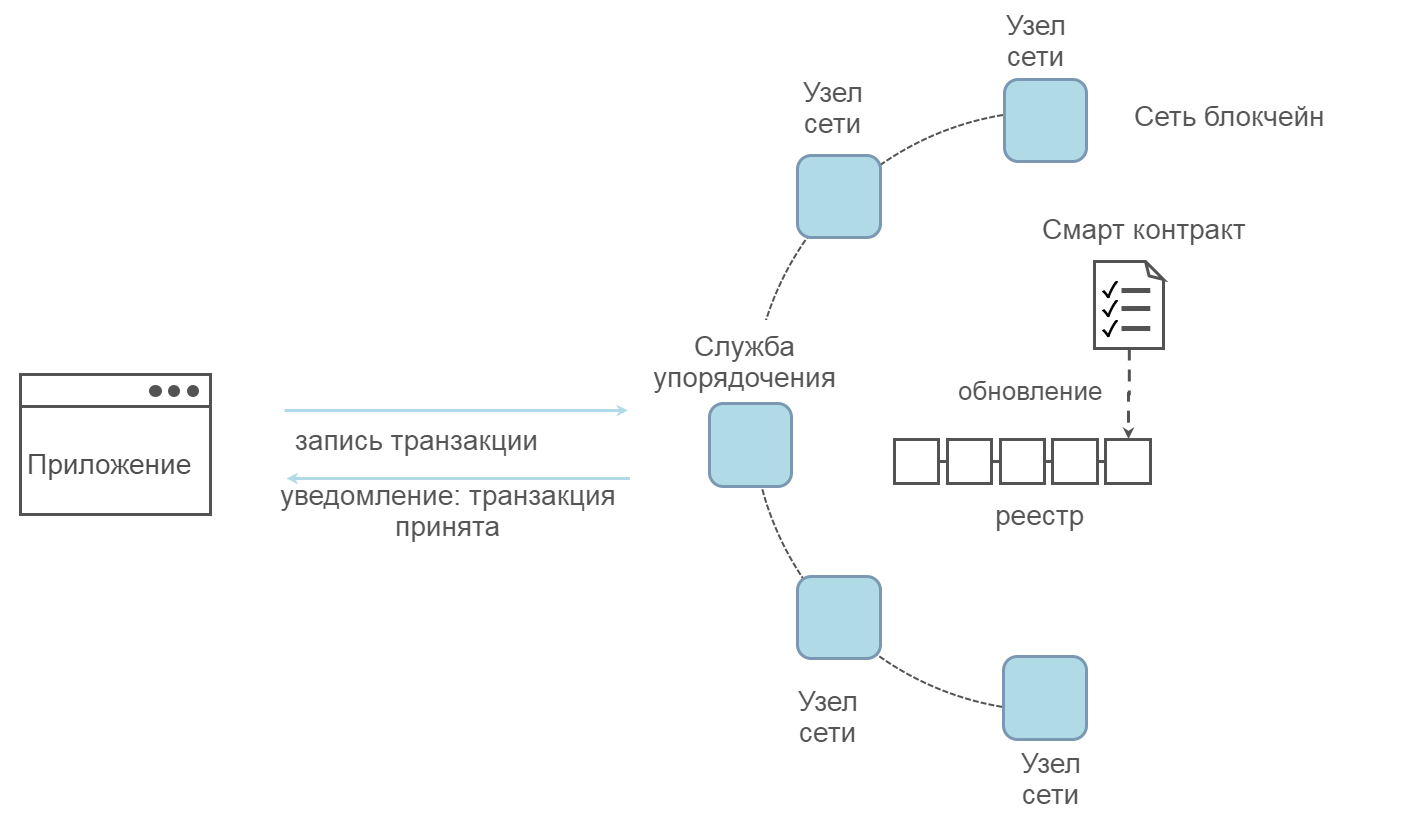 Узел
сети
Узел
сети
Сеть блокчейн
Смарт контракт
Служба
упорядочения
обновление
Приложение
запись транзакции
уведомление: транзакция
принята
реестр
Узел
сети
Узел
сети